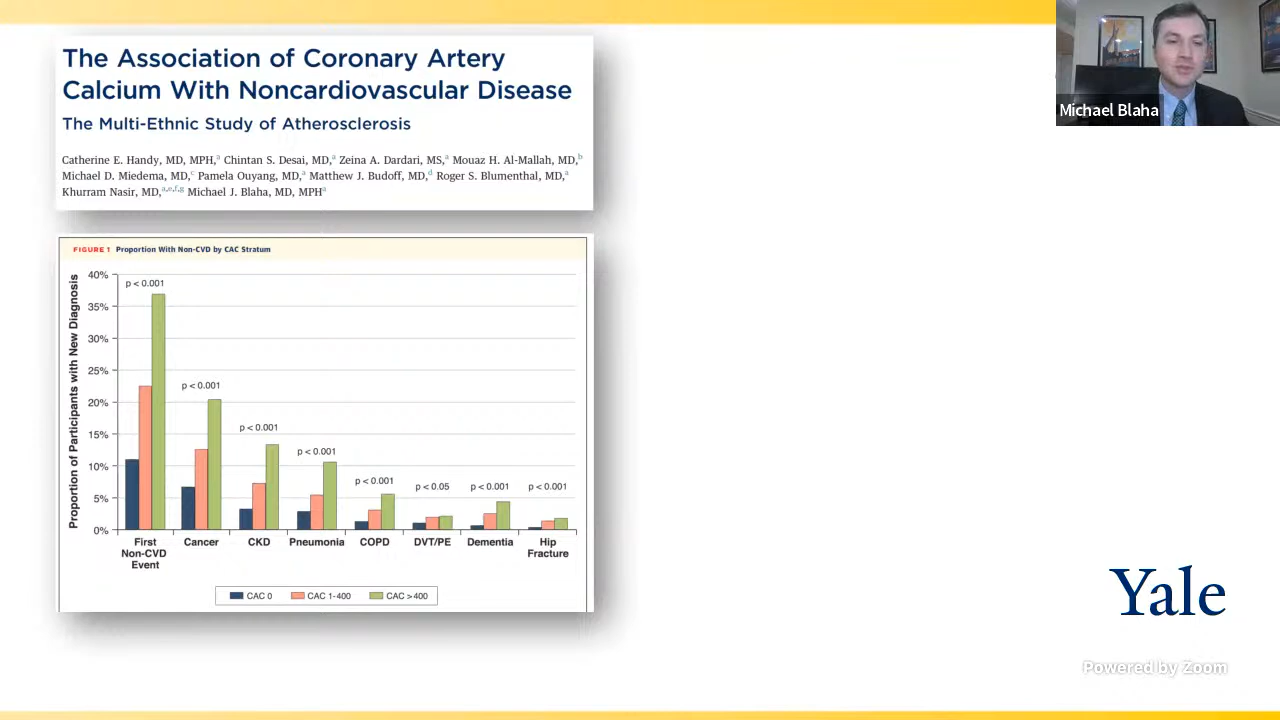 The Association of Coronary Artery
Calcium With Noncardiovascular Disease
The Multi-Ethnic Study of Atherosclerosis
Catherine E. Handy, MD, MPH,a Chintan S. Desai, MD,a Zeina A. Dardari, MS,a Mouaz H. Al-Mallah, MD,b
Michael D. Miedema, MD,c Pamela Ouyang, MD,a Matthew J. Budoff, MD,d Roger S. Blumenthal, MD,a
Khurram Nasir, MD,a,e,f,g Michael J. Blaha, MD, MPHa
Michael Blaha
FIGURE 1 Proportion With Non-CVD by CAC Stratum
Proportion of Participants with New Diagnosis
40%
35%
30%
25%
20%
15%
10%
5%
0%
p < 0.001
p < 0.001
p < 0.001
p < 0.001
p < 0.001
p < 0.05
p < 0.001
p < 0.001
First
Non-CVD
Event
Cancer
CKD
Pneumonia
COPD
DVT/PE
Dementia
Hip
Fracture
CAC 0
CAC 1-400
CAC >400
Yale
Powered by Zoom